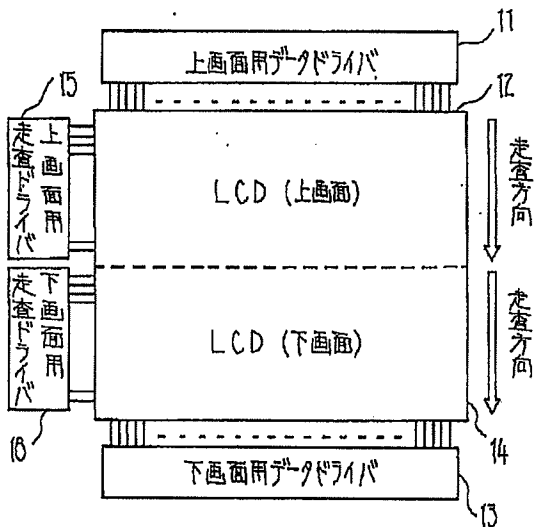 11
上画面用データドライバ
12
15
上画面用
走査ドライバ
LCD (上画面)
走査方向
下画面用
走査ドライバ
LCD (下画面)
走査方向
16
14
下画面用データドライバ
13